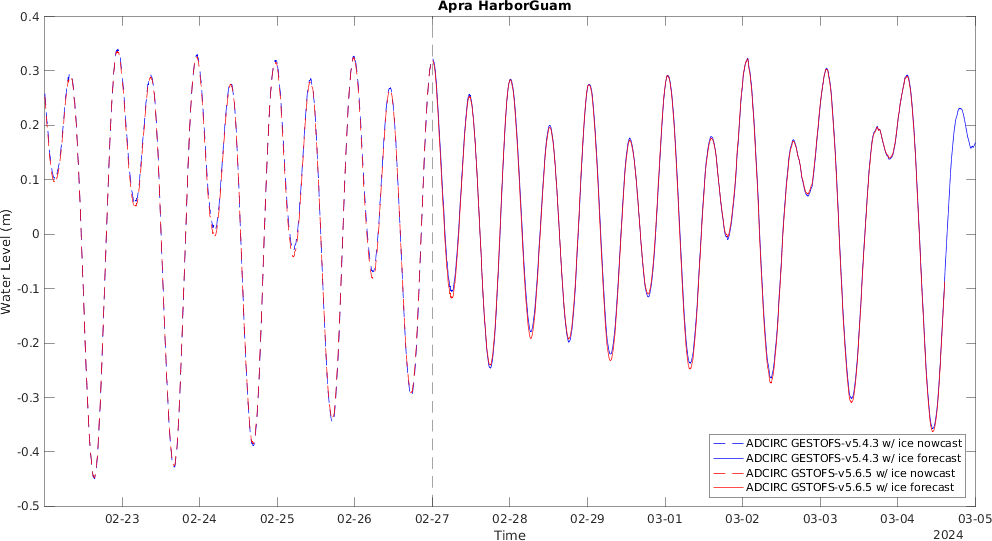 Apra HarborGuam
0.4
0.3
0.2
0.1
0
-0.1
-0.2
-0.3
-0.4
-0.5
Water Level (m)
ADCIRC GESTOFS-v5.4.3 w/ ice nowcast
ADCIRC GESTOFS-v5.4.3 w/ ice forecast
ADCIRC GSTOFS-v5.6.5 w/ ice nowcast
ADCIRC GSTOFS-v5.6.5 w/ ice forecast
02-23 02-24 02-25 02-26 02-27 02-28 02-29 03-01 03-02 03-03 03-04 03-05
Time
2024